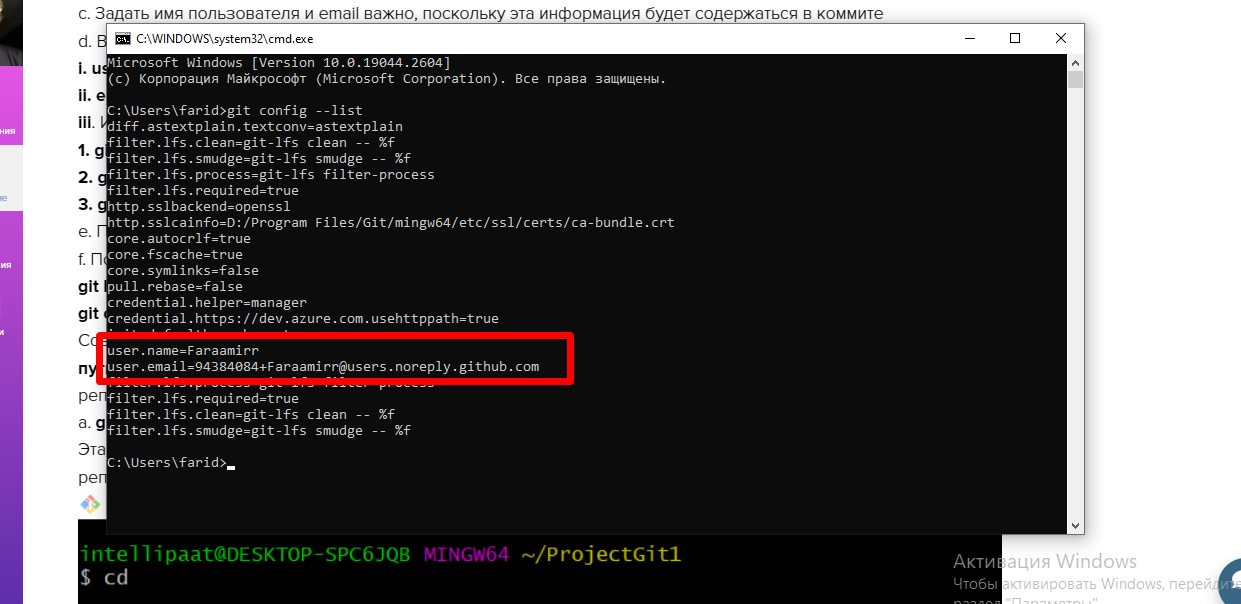 c. Задать имя пользователя и email важно, поскольку эта информация будет содержаться в коммите
d. В
C:\WINDOWS\system32\cmd.exe
i. us
Microsoft Windows [Version 10.0.19044.2604]
(c) Корпорация Майкрософт (Microsoft Corporation). Все права защищены.
ii. e
C:\Users\farid>git config --list
iii. И
diff.astextplain.textconv=astextplain
ния
filter.lfs.clean=git-lfs clean -- %f
1. g
filter.lfs.smudge=git-lfs smudge -- %f
2. g
filter.lfs.process=git-lfs filter-process
filter.lfs.required=true
3. g
http.sslbackend=openssl
http.sslcainfo=D:/Program Files/Git/mingw64/etc/ssl/certs/ca-bundle.crt
e. П
core.autocrlf=true
core.fscache=true
f. По
core.symlinks=false
ия
git
pull.rebase=false
credential.helper=manager
git c
credential.https://dev.azure.com.usehttppath=true
Со
user.name=Faraamirr
пу
user.email=94384084+Faraamirr@users.noreply.github.com
filter.lfs.process=git-lfs filter-process
реп
filter.lfs.required=true
filter.lfs.clean=git-lfs clean -- %f
a. g
filter.lfs.smudge=git-lfs smudge -- %f
Эта
C:\Users\farid>
реп
intellipaat@DESKTOP-SPC6JQB MINGW64 ~/ProjectGit1
$ cd
Активация Windows
Чтобы активировать Windows, перейдите
раздел "Параметры"